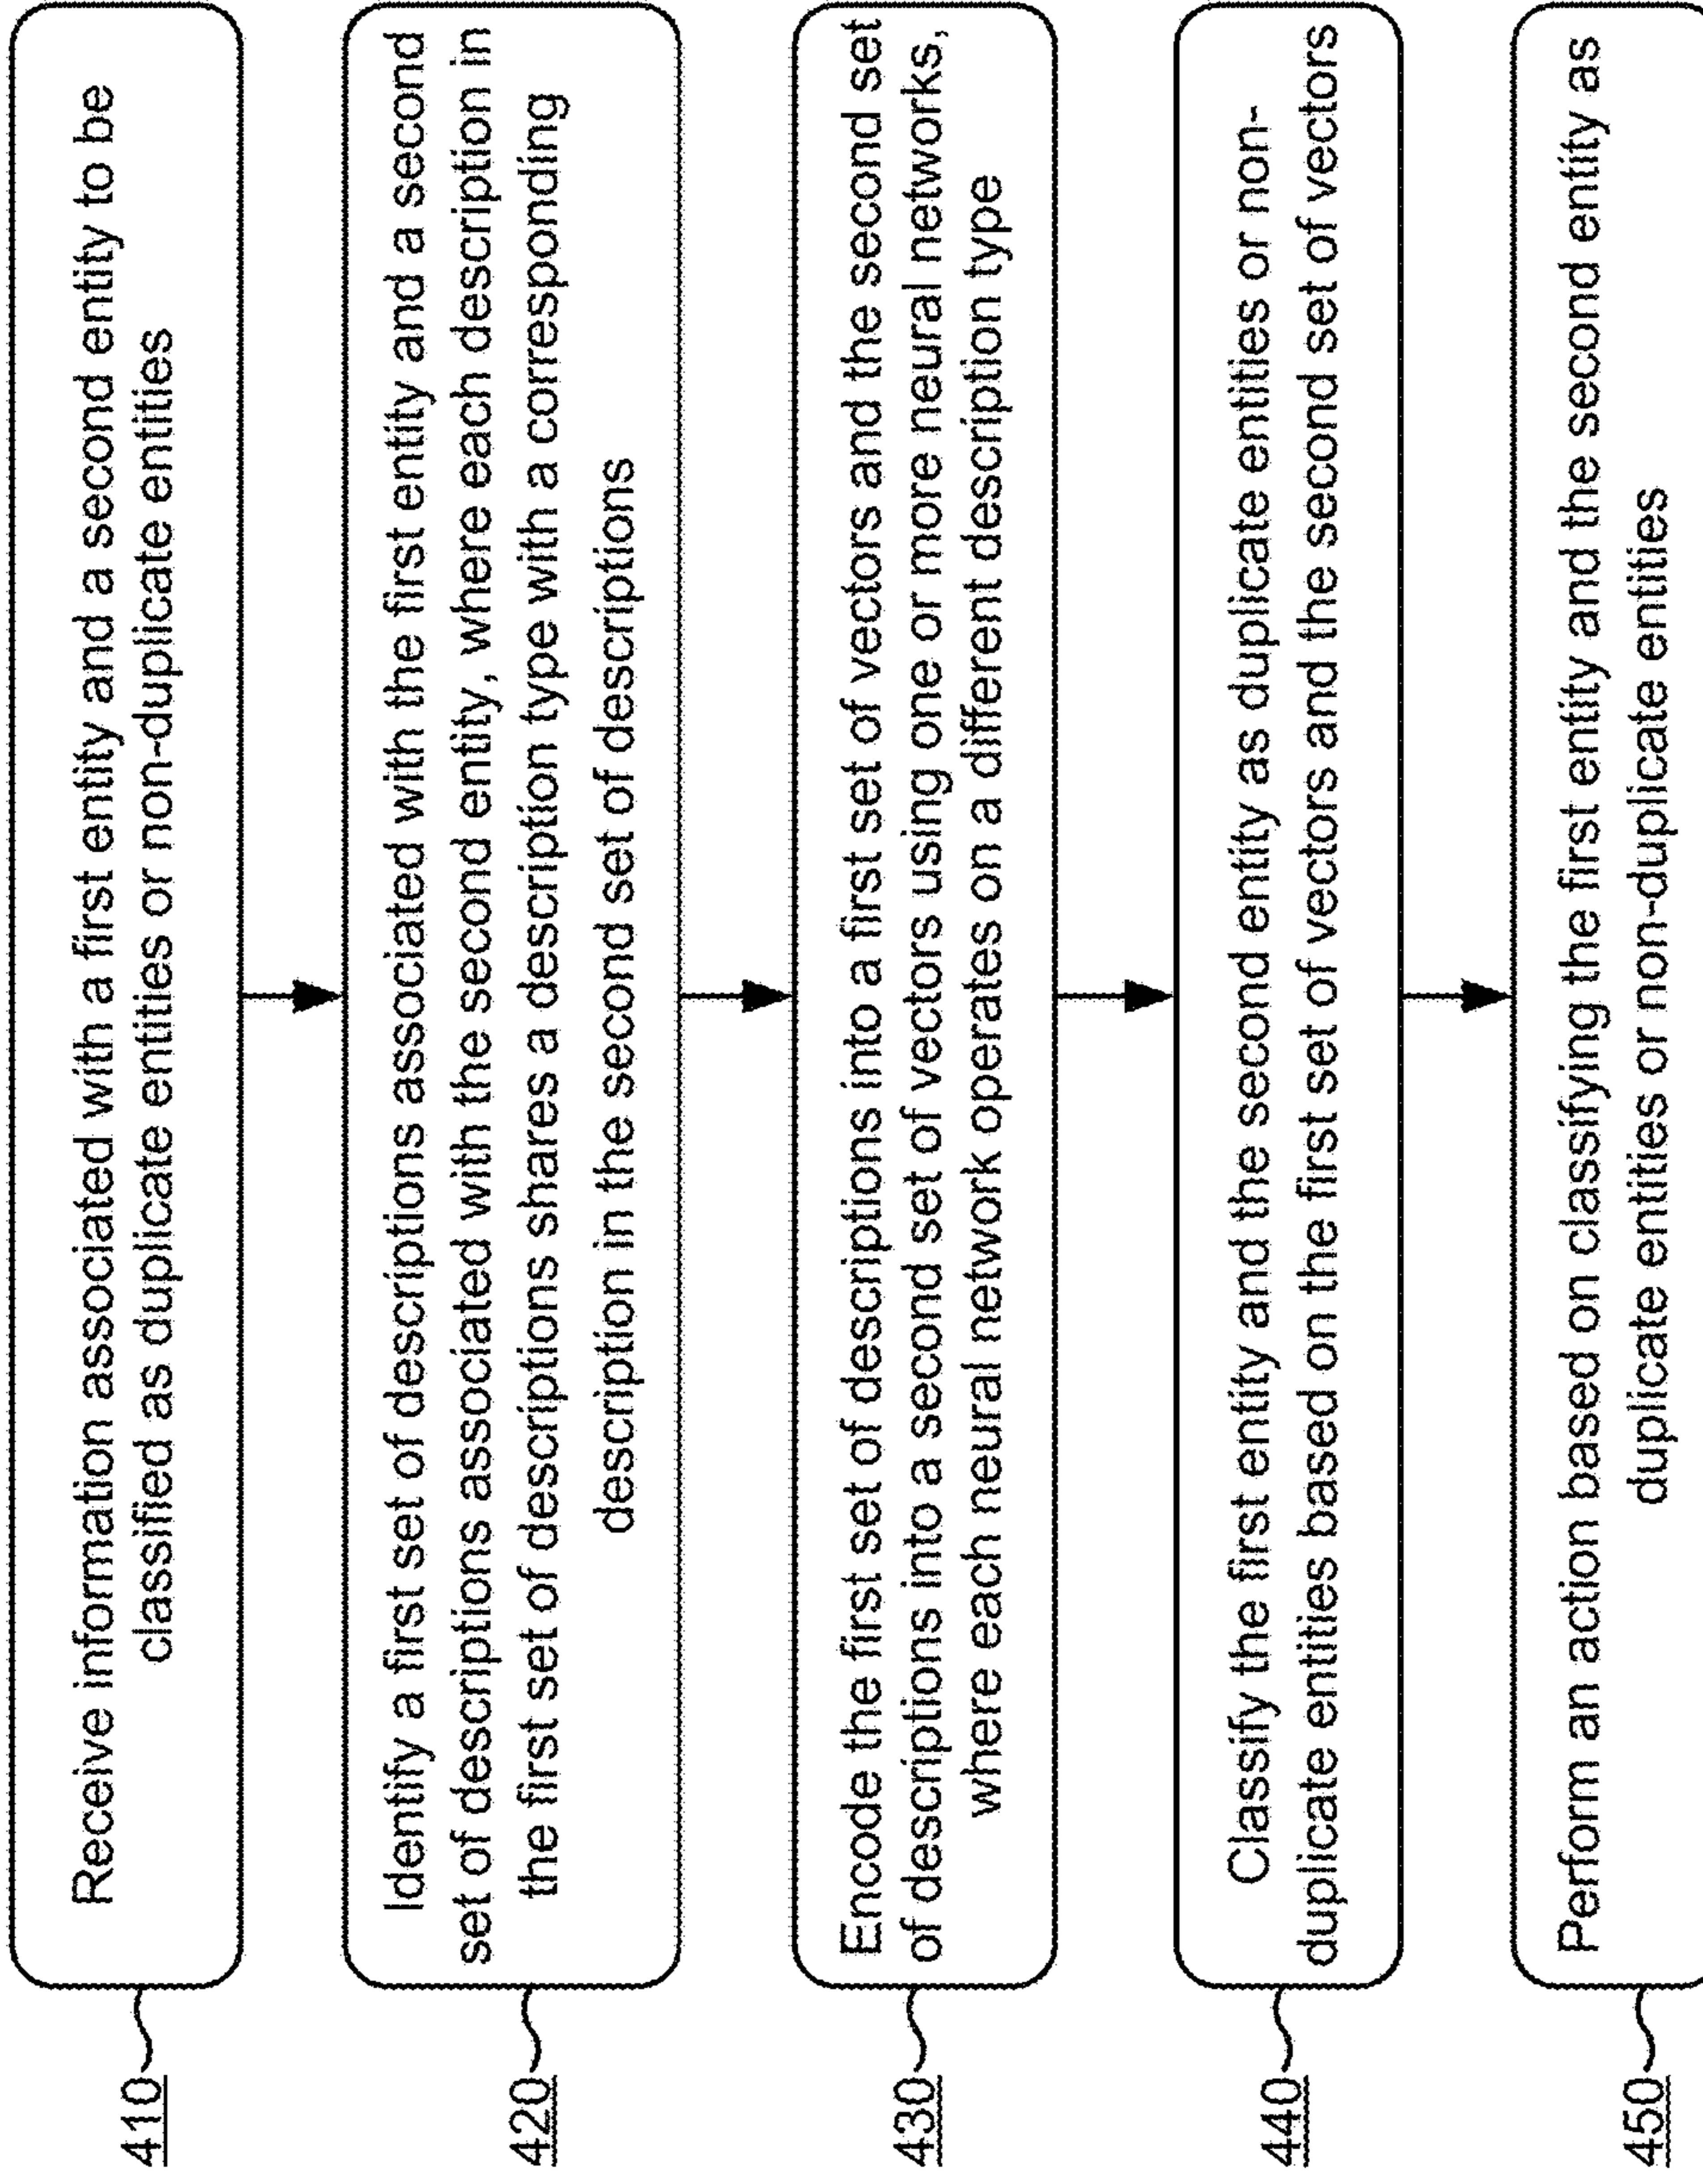 410
Receive information associated with a first entity and a second entity to be
classified as duplicate entities or non-duplicate entities
420
Identify a first set of descriptions associated with the first entity and a second
set of descriptions associated with the second entity, where each description in
the first set of descriptions shares a description type with a corresponding
description in the second set of descriptions
430
Encode the first set of descriptions into a first set of vectors and the second set
of descriptions into a second set of vectors using one or more neural networks,
where each neural network operates on a different description type
440
Classify the first entity and the second entity as duplicate entities or non-
duplicate entities based on the first set of vectors and the second set of vectors
450
Perform an action based on classifying the first entity and the second entity as
duplicate entities or non-duplicate entities